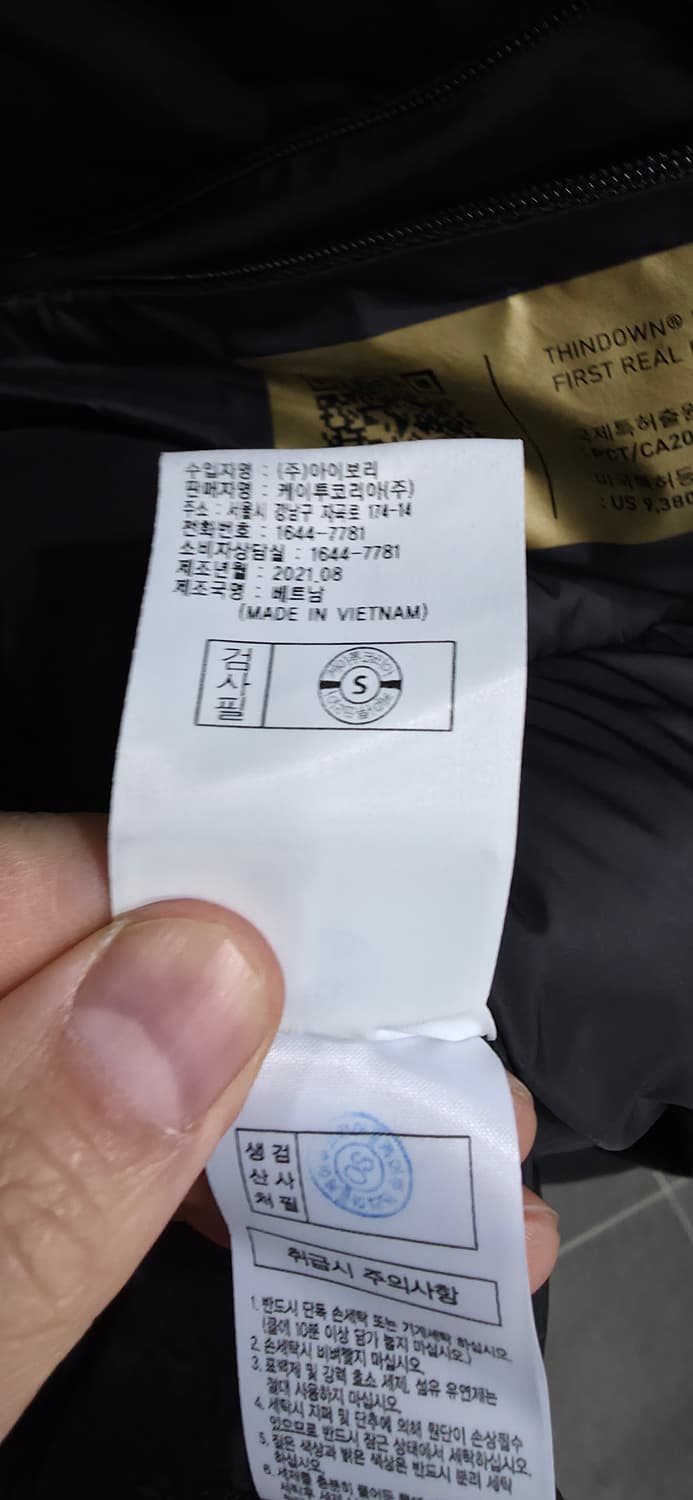 THINDOWN®
FIRST REAL
국제특허출원
: PCT/CA20
미국특허등
: US 9,380
수입자명 : (주)아이보리
판매자명 : 케이투코리아(주)
주소 : 서울시 강남구 자곡로 174-14
전화번호 : 1644-7781
소비자상담실 : 1644-7781
제조년월 : 2021.08
제조국명 : 베트남
(MADE IN VIETNAM)
검사필
S
생산처
검사필
취급시 주의사항
1. 반드시 단독 손세탁 또는 기계세탁 하십시오.
(물에 10분 이상 담가 놓지 마십시오.)
2. 손세탁시 비벼빨지 마십시오.
3. 표백제 및 강력 효소 세제, 섬유 유연제는
절대 사용하지 마십시오.
4. 세탁시 지퍼 및 단추에 의해 원단이 손상될수
있으므로 반드시 잠근 상태에서 세탁하십시오.
5. 짙은 색상과 밝은 색상은 반드시 분리 세탁
하십시오.
6. 세제를 충분히